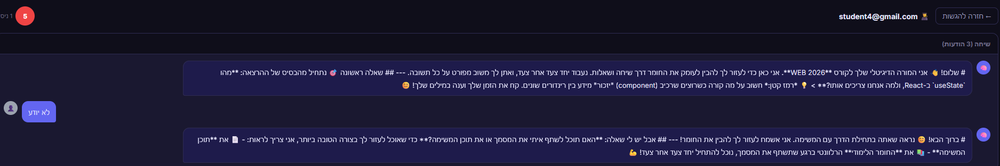 ← חזרה להגשות
👩‍🎓 student4@gmail.com
5
1 ניסי
שיחה (3 הודעות)
# שלום! 👋 אני המורה הדיגיטלי שלך לקורס **WEB 2026**. אני כאן כדי לעזור לך להבין לעומק את החומר דרך שיחה ושאלות. נעבוד יחד צעד אחר צעד, ואתן לך משוב מפורט על כל תשובה. --- ## שאלה ראשונה 🎯 נתחיל מהבסיס של ההרצאה: **מהו
`useState` ב-React, ולמה אנחנו צריכים אותו?** > 💡 *רמז קטן:* חשוב על מה קורה כשרוצים שרכיב (component) "יזכור" מידע בין רינדורים שונים. קח את הזמן שלך וענה במילים שלך! 😊
לא יודע
# ברוך הבא! 😊 נראה שאתה בתחילת הדרך עם המשימה. אני אשמח לעזור לך להבין את החומר! --- ## אבל יש לי שאלה: **האם תוכל לשתף איתי את המסמך או את תוכן המשימה?** כדי שאוכל לעזור לך בצורה הטובה ביותר, אני צריך לראות: - 📄 את **תוכן
המשימה** - 📚 את **החומר הלימודי** הרלוונטי ברגע שתשתף את המסמך, נוכל להתחיל יחד צעד אחר צעד! 💪